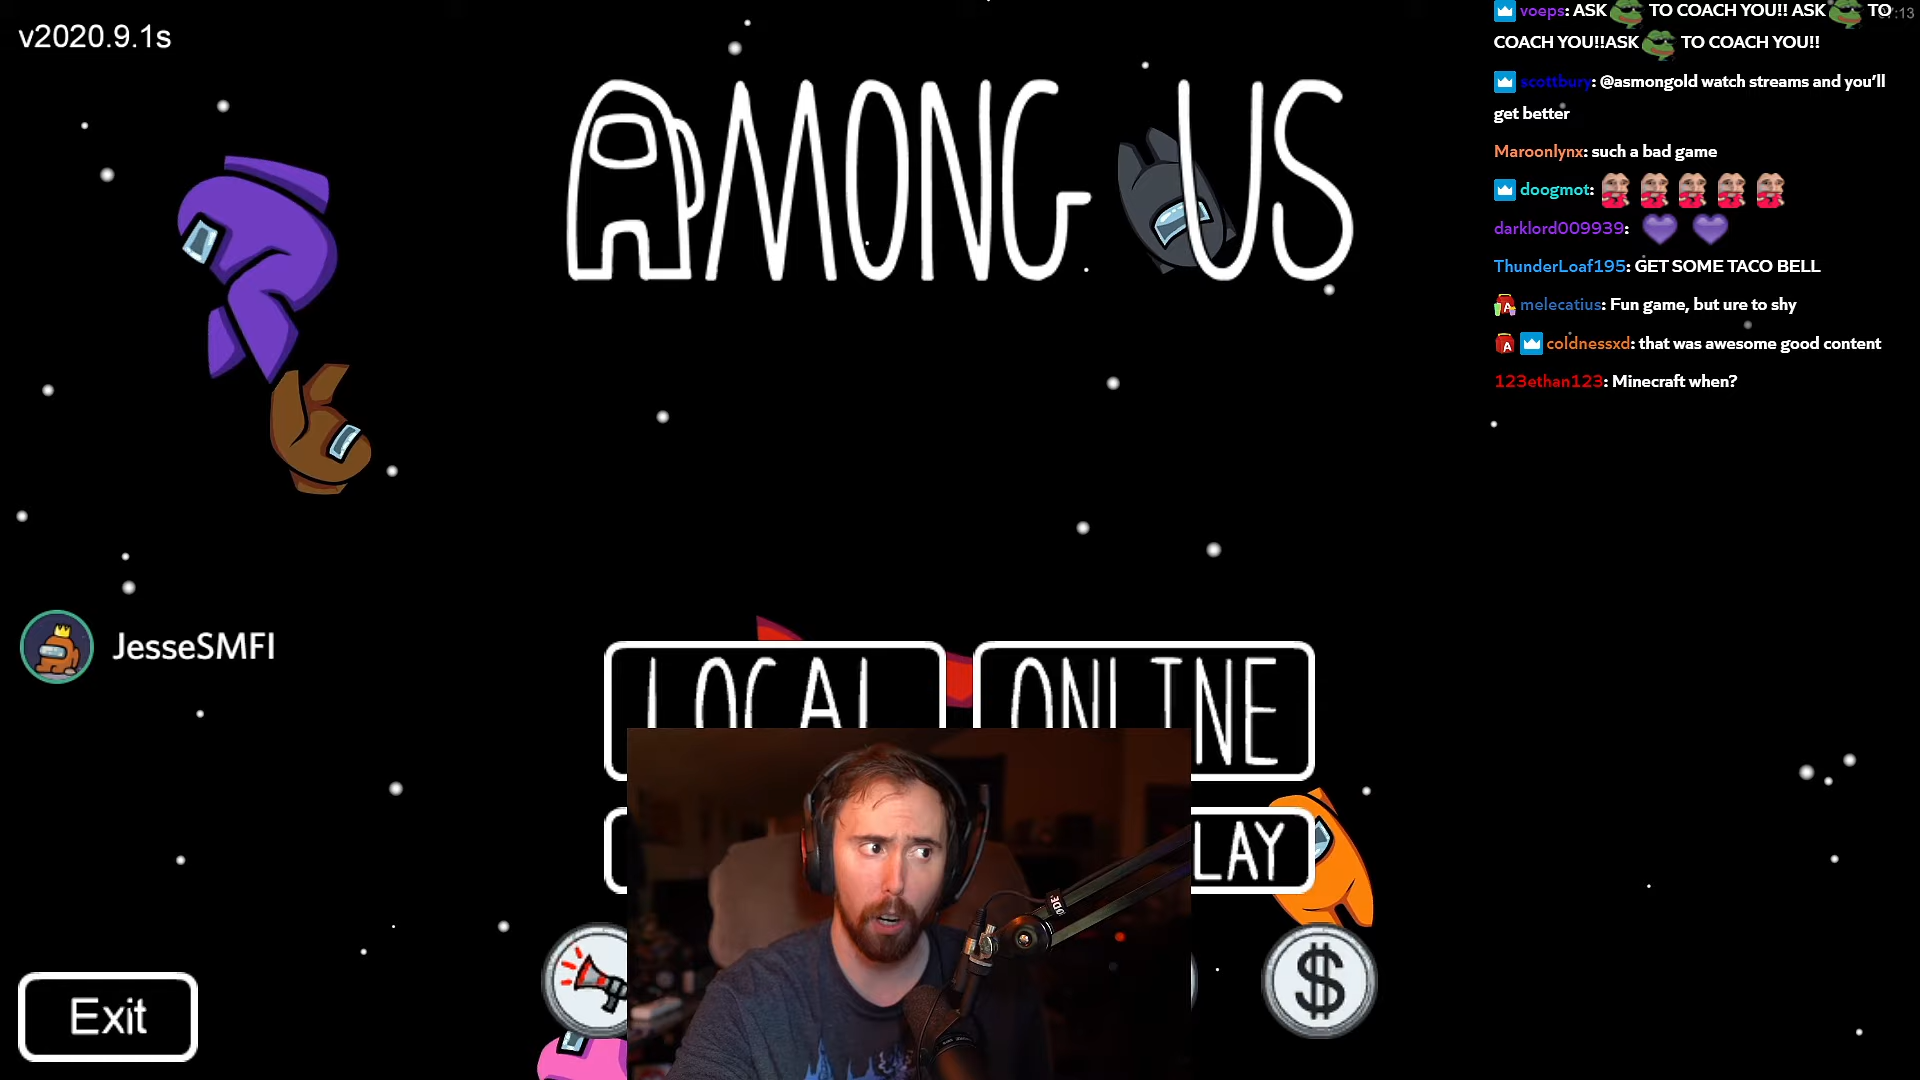 v2020.9.1s
AMONG US
voeps: ASK TO COACH YOU!! ASK TO
COACH YOU!!ASK TO COACH YOU!!
scottbury: @asmongold watch streams and you'll
get better
Maroonlynx: such a bad game
doogmot:
darklord009939:
ThunderLoaf195: GET SOME TACO BELL
melecatius: Fun game, but ure to shy
coldnessxd: that was awesome good content
123ethan123: Minecraft when?
JesseSMFI
LOCAL
ONLINE
LAY
$
Exit